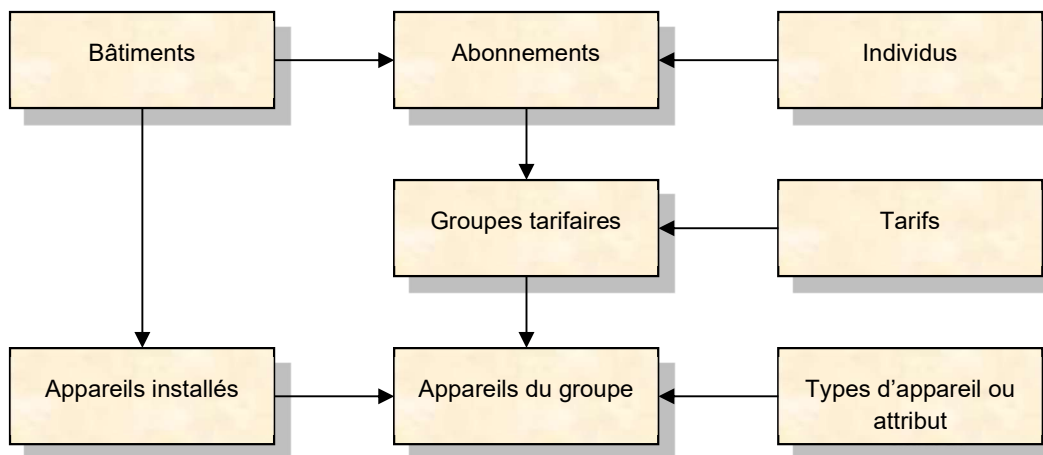 Bâtiments
Abonnements
Individus
Groupes tarifaires
Tarifs
Appareils installés
Appareils du groupe
Types d’appareil ou
attribut